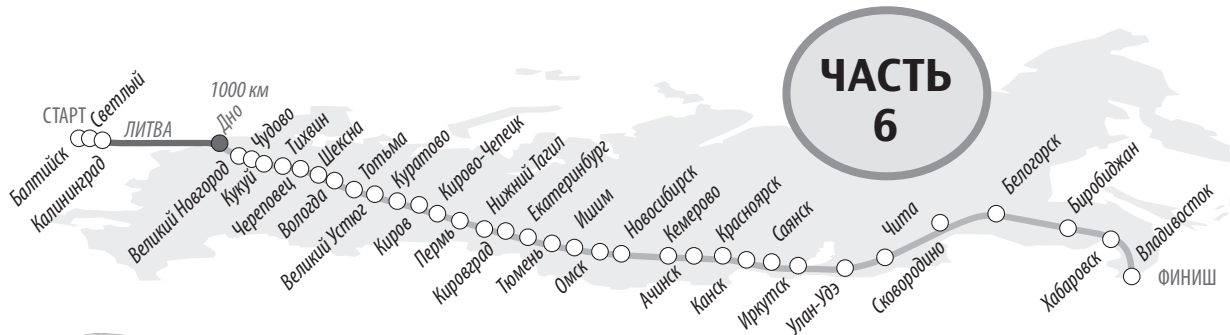 ЧАСТЬ
6
СТАРТ
Балтийск
Светлый
Калининград
ЛИТВА
1000 км
Дно
Великий Новгород
Чудово
Кукуй
Тихвин
Череповец
Шексна
Вологда
Тотьма
Великий Устюг
Куратово
Киров
Кирово-Чепецк
Пермь
Нижний Тагил
Кировград
Екатеринбург
Тюмень
Ишим
Омск
Новосибирск
Кемерово
Ачинск
Красноярск
Канск
Саянск
Иркутск
Улан-Удэ
Чита
Сковородино
Белогорск
Биробиджан
Хабаровск
Владивосток
ФИНИШ